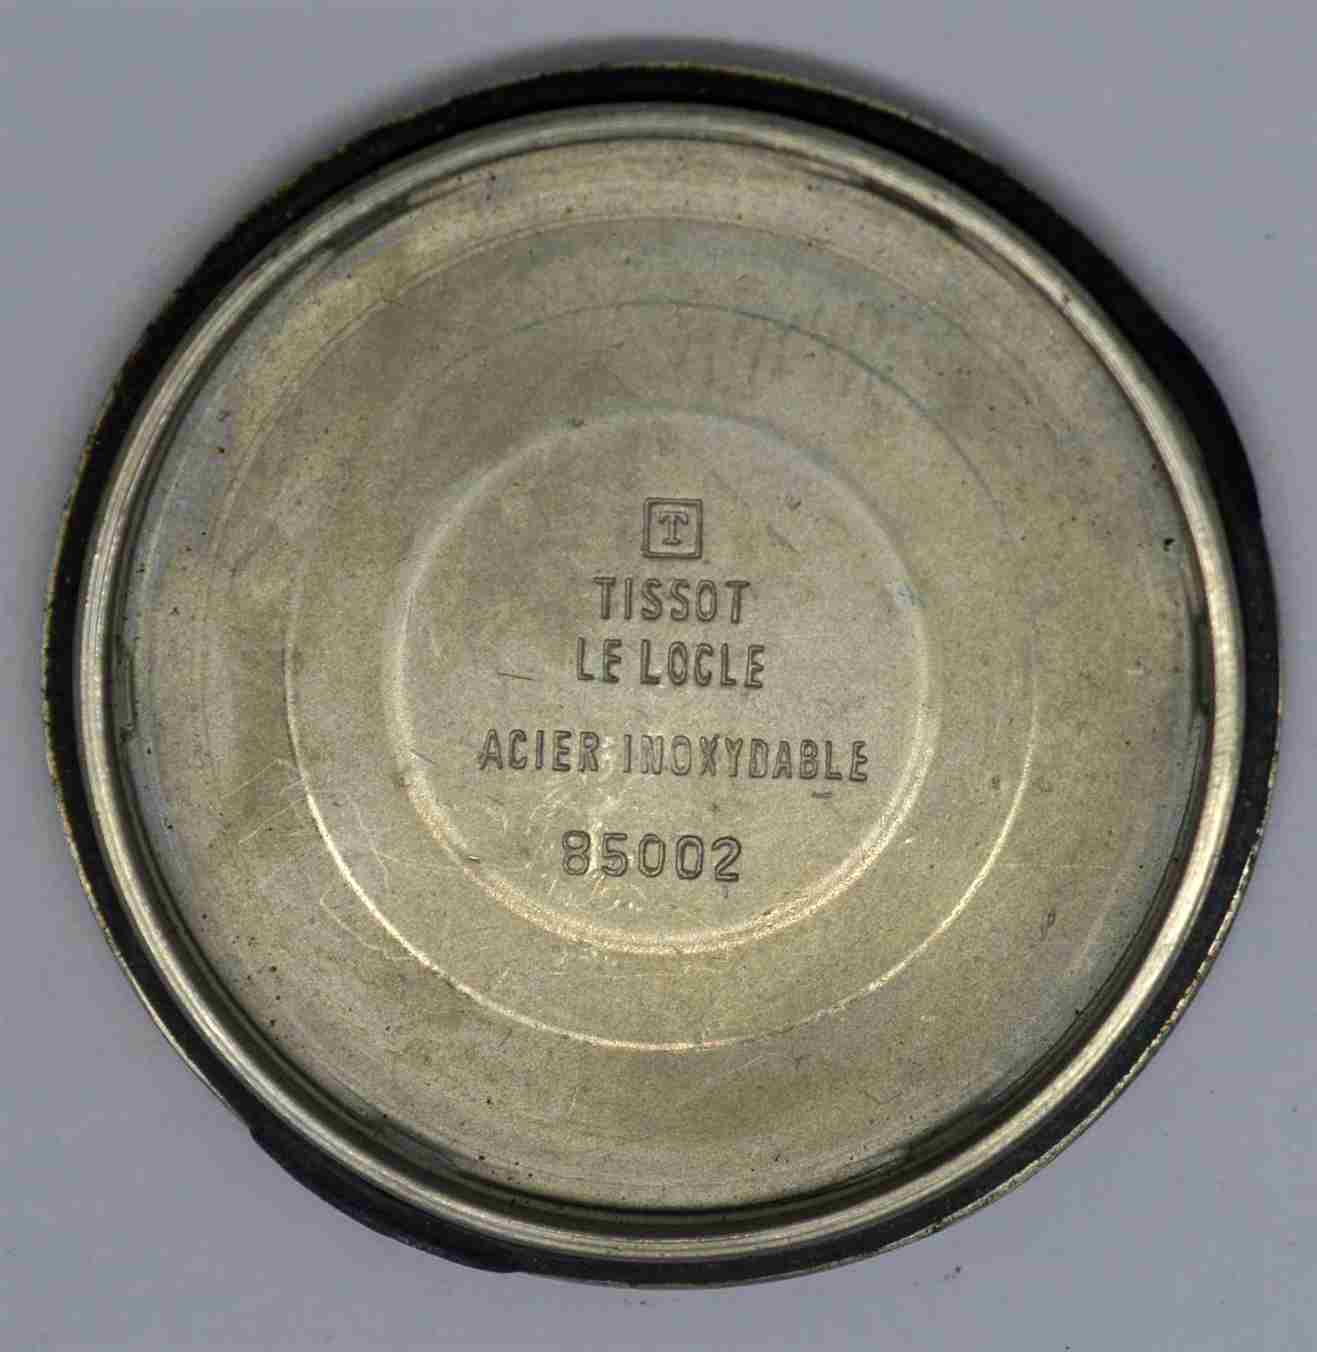 T
TISSOT
LE LOCLE
ACIER INOXYDABLE
85002